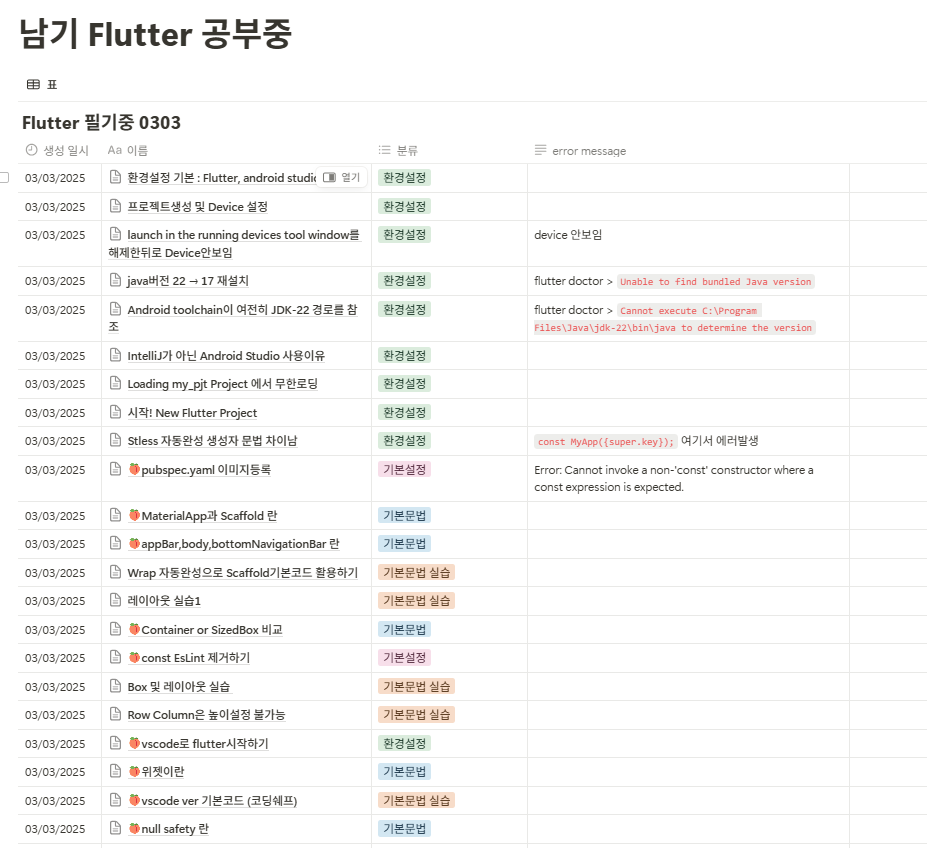 남기 Flutter 공부중
표
Flutter 필기중 0303
생성 일시 Aa 이름 분류 error message
03/03/2025 환경설정 기본 : Flutter, android studio 열기 환경설정
03/03/2025 프로젝트생성 및 Device 설정 환경설정
03/03/2025 launch in the running devices tool window를 환경설정 device 안보임
해제한뒤로 Device안보임
03/03/2025 java버전 22 → 17 재설치 환경설정 flutter doctor > Unable to find bundled Java version
03/03/2025 Android toolchain이 여전히 JDK-22 경로를 참 환경설정 flutter doctor > Cannot execute C:\Program
조 Files\Java\jdk-22\bin\java to determine the version
03/03/2025 IntelliJ가 아닌 Android Studio 사용이유 환경설정
03/03/2025 Loading my_pjt Project 에서 무한로딩 환경설정
03/03/2025 시작! New Flutter Project 환경설정
03/03/2025 Stless 자동완성 생성자 문법 차이남 환경설정 const MyApp({super.key}); 여기서 에러발생
03/03/2025 🍑pubspec.yaml 이미지등록 기본설정 Error: Cannot invoke a non-'const' constructor where a
const expression is expected.
03/03/2025 🍑MaterialApp과 Scaffold 란 기본문법
03/03/2025 🍑appBar,body,bottomNavigationBar 란 기본문법
03/03/2025 Wrap 자동완성으로 Scaffold기본코드 활용하기 기본문법 실습
03/03/2025 레이아웃 실습1 기본문법 실습
03/03/2025 🍑Container or SizedBox 비교 기본문법
03/03/2025 🍑const EsLint 제거하기 기본설정
03/03/2025 Box 및 레이아웃 실습 기본문법 실습
03/03/2025 Row Column은 높이설정 불가능 기본문법 실습
03/03/2025 🍑vscode로 flutter시작하기 환경설정
03/03/2025 🍑위젯이란 기본문법
03/03/2025 🍑vscode ver 기본코드 (코딩쉐프) 기본문법 실습
03/03/2025 🍑null safety 란 기본문법